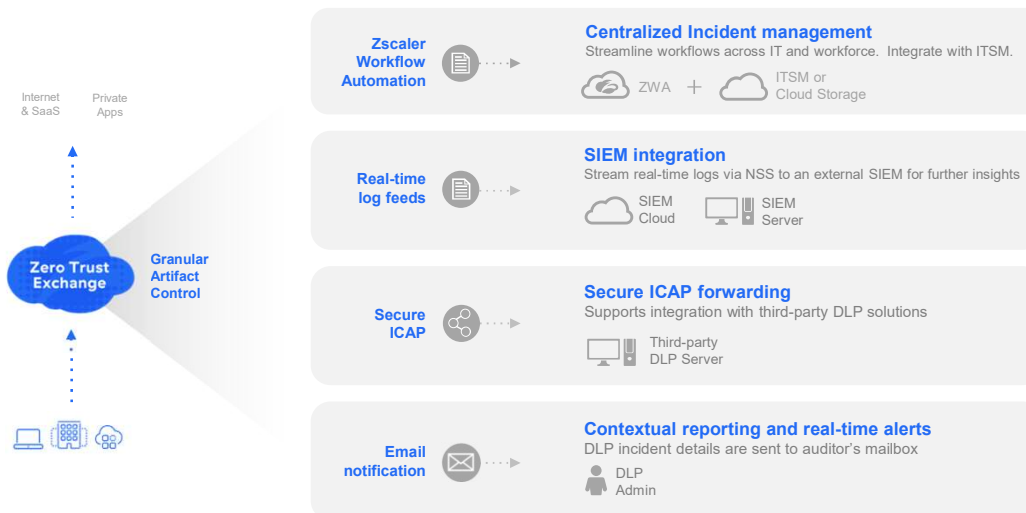 Internet
& SaaS
Private
Apps
Zero Trust
Exchange
Granular
Artifact
Control
Zscaler
Workflow
Automation
Centralized Incident management
Streamline workflows across IT and workforce. Integrate with ITSM.
ZWA +
ITSM or
Cloud Storage
Real-time
log feeds
SIEM integration
Stream real-time logs via NSS to an external SIEM for further insights
SIEM
Cloud
SIEM
Server
Secure
ICAP
Secure ICAP forwarding
Supports integration with third-party DLP solutions
Third-party
DLP Server
Email
notification
Contextual reporting and real-time alerts
DLP incident details are sent to auditor's mailbox
DLP
Admin